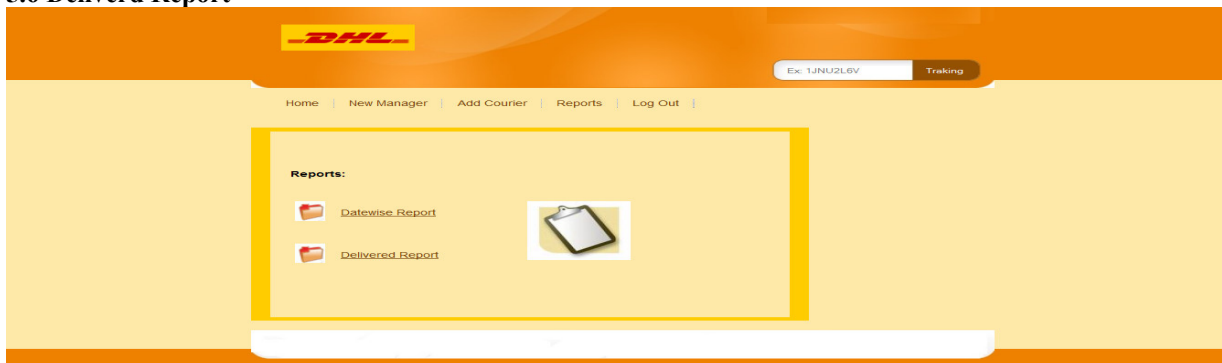 DHL
Ex: 1JNU2L6V Traking
Home | New Manager | Add Courier | Reports | Log Out |
Reports:
Datewise Report
Delivered Report